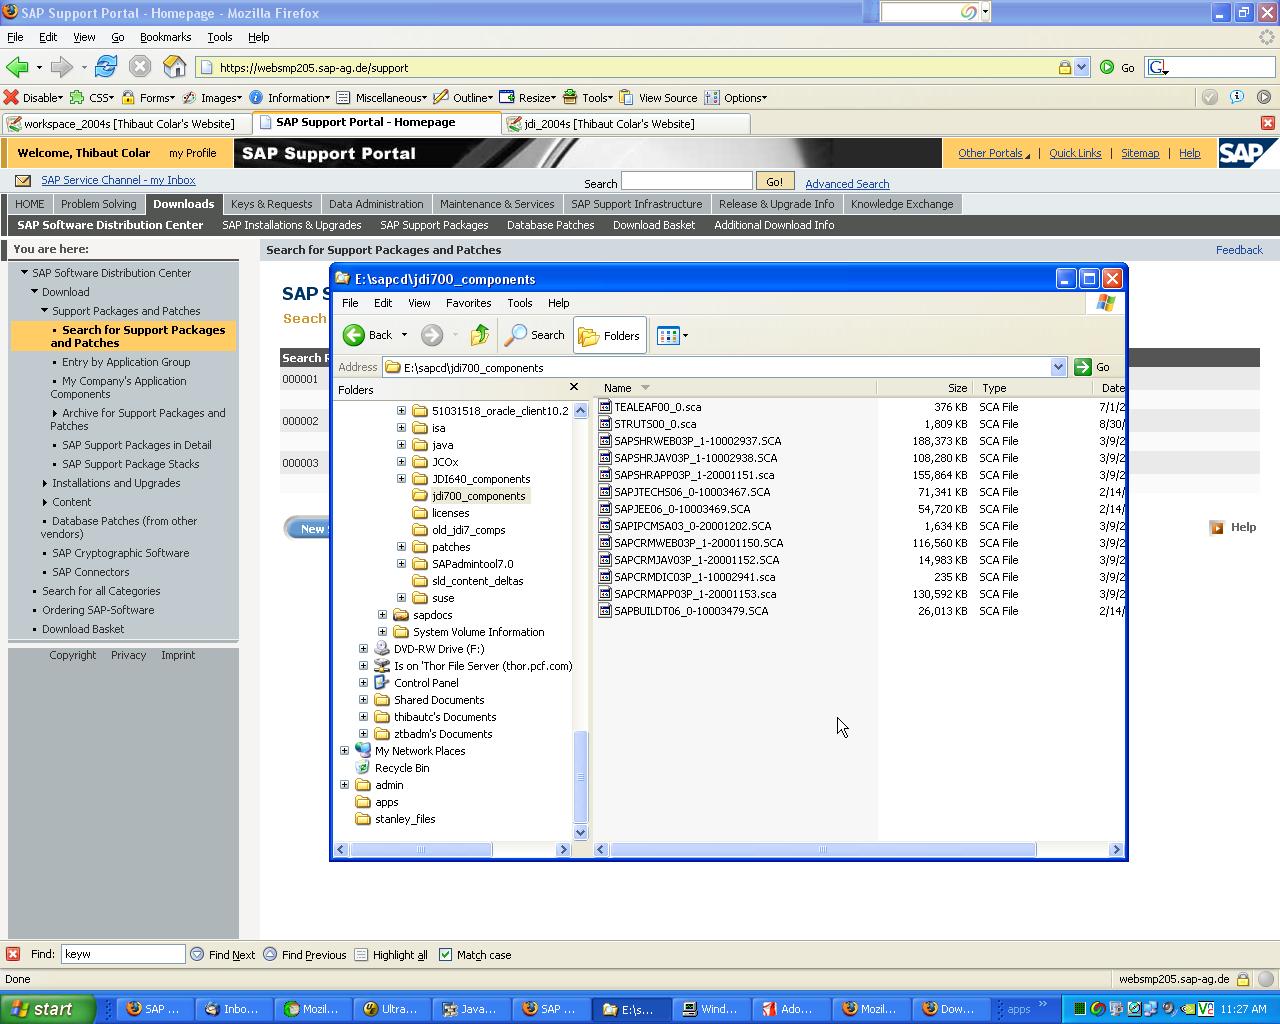 SAP Support Portal - Homepage - Mozilla Firefox
File Edit View Go Bookmarks Tools Help
https://websmp205.sap-ag.de/support
Go
Disable CSS Forms Images Information Miscellaneous Outline Resize Tools View Source Options
workspace_2004s [Thibaut Colar's Website]
SAP Support Portal - Homepage
jdi_2004s [Thibaut Colar's Website]
Welcome, Thibaut Colar my Profile
SAP Support Portal
Other Portals | Quick Links | Sitemap | Help
SAP
SAP Service Channel - my Inbox
Search Go! Advanced Search
HOME Problem Solving Downloads Keys & Requests Data Administration Maintenance & Services SAP Support Infrastructure Release & Upgrade Info Knowledge Exchange
SAP Software Distribution Center SAP Installations & Upgrades SAP Support Packages Database Patches Download Basket Additional Download Info
You are here:
Search for Support Packages and Patches
Feedback
SAP Software Distribution Center
Download
Support Packages and Patches
Search for Support Packages
and Patches
Entry by Application Group
My Company's Application
Components
Archive for Support Packages and
Patches
SAP Support Packages in Detail
SAP Support Package Stacks
Installations and Upgrades
Content
Database Patches (from other
vendors)
SAP Cryptographic Software
SAP Connectors
Search for all Categories
Ordering SAP-Software
Download Basket
Copyright Privacy Imprint
SAP S
Seach
Search R
000001
000002
000003
New
Help
E:\sapcd\jdi700_components
File Edit View Favorites Tools Help
Back Search Folders
Address E:\sapcd\jdi700_components Go
Folders
51031518_oracle_client10.2
isa
java
JCOx
JDI640_components
jdi700_components
licenses
old_jdi7_comps
patches
SAPadmintool7.0
sld_content_deltas
suse
sapdocs
System Volume Information
DVD-RW Drive (F:)
ls on 'Thor File Server (thor.pcf.com)
Control Panel
Shared Documents
thibautc's Documents
ztbadm's Documents
My Network Places
Recycle Bin
admin
apps
stanley_files
Name Size Type Date
TEALEAF00_0.sca 376 KB SCA File 7/1/2
STRUTS00_0.sca 1,809 KB SCA File 8/30/
SAPSHRWEB03P_1-10002937.SCA 188,373 KB SCA File 3/9/2
SAPSHRJAV03P_1-10002938.SCA 108,280 KB SCA File 3/9/2
SAPSHRAPP03P_1-20001151.sca 155,864 KB SCA File 3/9/2
SAPJTECHS06_0-10003467.SCA 71,341 KB SCA File 2/14/
SAPJEE06_0-10003469.SCA 54,720 KB SCA File 2/14/
SAPIPCMSA03_0-20001202.SCA 1,634 KB SCA File 3/9/2
SAPCRMWEB03P_1-20001150.SCA 116,560 KB SCA File 3/9/2
SAPCRMJAV03P_1-20001152.SCA 14,983 KB SCA File 3/9/2
SAPCRMDIC03P_1-10002941.sca 235 KB SCA File 3/9/2
SAPCRMAPP03P_1-20001153.sca 130,592 KB SCA File 3/9/2
SAPBUILDT06_0-10003479.SCA 26,013 KB SCA File 2/14/
Find: keyw Find Next Find Previous Highlight all Match case
Done
websmp205.sap-ag.de
start
SAP ...
Inbo...
Mozil...
Ultra...
Java...
SAP ...
E:\s...
Wind...
Ado...
Mozil...
Dow...
apps
11:27 AM